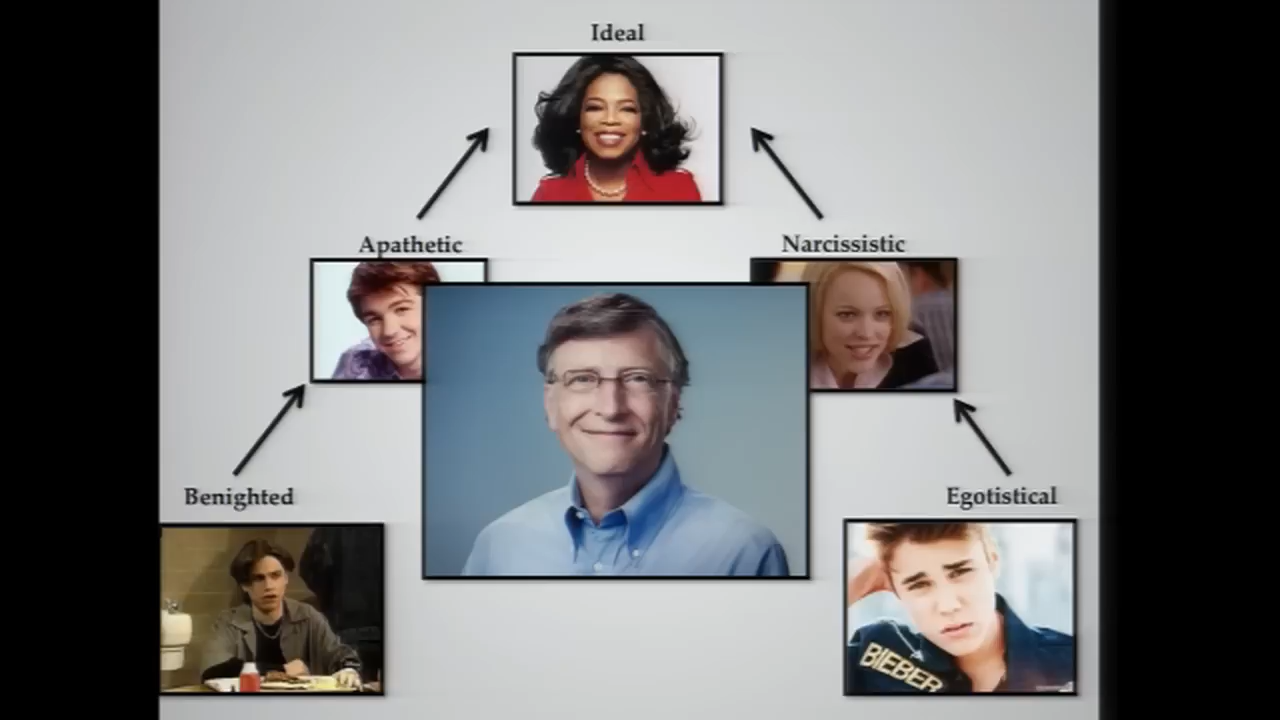 Ideal
Apathetic
Narcissistic
Benighted
Egotistical
BIEBER